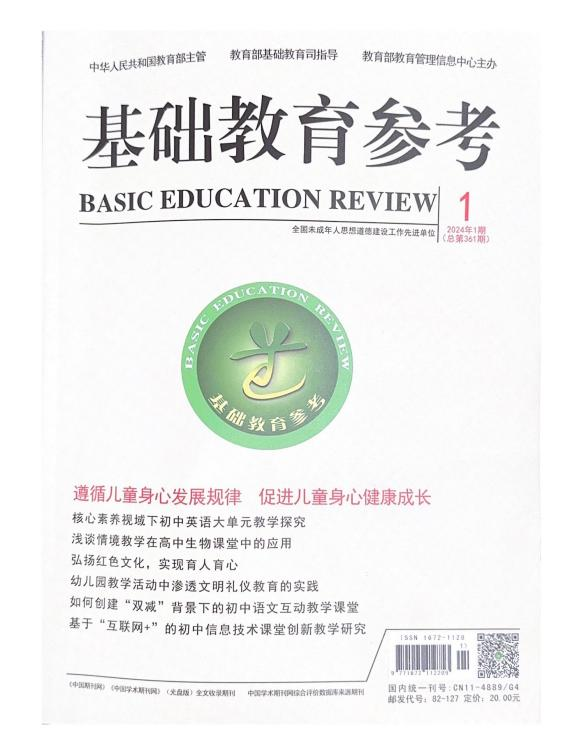 中华人民共和国教育部主管 教育部基础教育司指导 教育部教育管理信息中心主办
基础教育参考
BASIC EDUCATION REVIEW
1
2024年1期
(总第361期)
全国未成年人思想道德建设工作先进单位
BASIC EDUCATION REVIEW
基础教育参考
遵循儿童身心发展规律 促进儿童身心健康成长
核心素养视域下初中英语大单元教学探究
浅谈情境教学在高中生物课堂中的应用
弘扬红色文化，实现育人育心
幼儿园教学活动中渗透文明礼仪教育的实践
如何创建“双减”背景下的初中语文互动教学课堂
基于“互联网+”的初中信息技术课堂创新教学研究
ISSN 1672-1128
9 771672 112209
《中国期刊网》《中国学术期刊网》（光盘版）全文收录期刊 中国学术期刊网综合评价数据库来源期刊
国内统一刊号:CN11-4889/G4
邮发代号: 82-127 定价: 20.00元